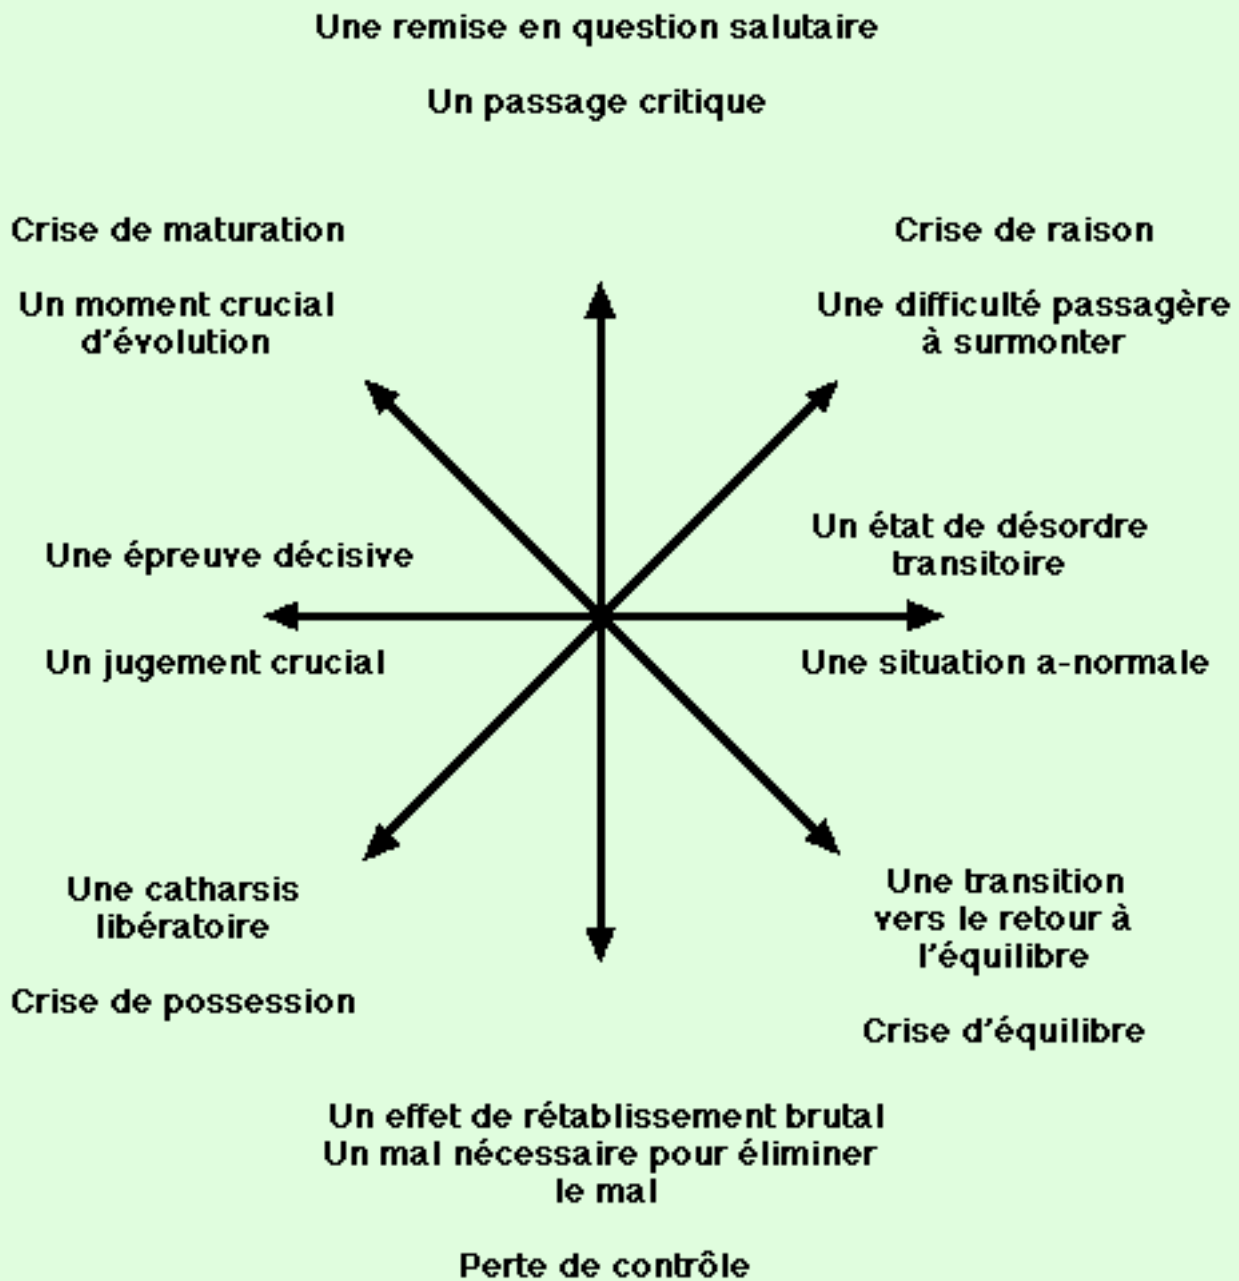 Une remise en question salutaire
Un passage critique
Crise de maturation
Crise de raison
Un moment crucial
d'évolution
Une difficulté passagère
à surmonter
Une épreuve décisive
Un état de désordre
transitoire
Un jugement crucial
Une situation a-normale
Une catharsis
libératoire
Crise de possession
Une transition
vers le retour à
l'équilibre
Crise d'équilibre
Un effet de rétablissement brutal
Un mal nécessaire pour éliminer
le mal
Perte de contrôle